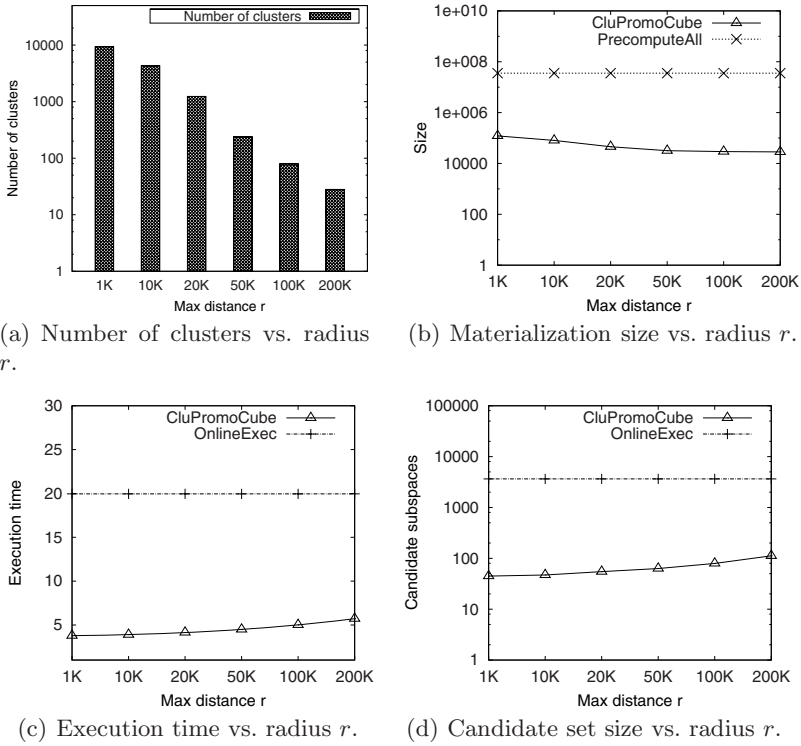 Number of clusters
10000
1000
100
10
1
Number of clusters
1K 10K 20K 50K 100K 200K
Max distance r
(a) Number of clusters vs. radius
r.
CluPromoCube
PrecomputeAll
1e+010
1e+008
1e+006
10000
100
1
Size
1K 10K 20K 50K 100K 200K
Max distance r
(b) Materialization size vs. radius r.
CluPromoCube
OnlineExec
30
25
20
15
10
5
Execution time
1K 10K 20K 50K 100K 200K
Max distance r
(c) Execution time vs. radius r.
CluPromoCube
OnlineExec
100000
10000
1000
100
10
1
Candidate subspaces
1K 10K 20K 50K 100K 200K
Max distance r
(d) Candidate set size vs. radius r.